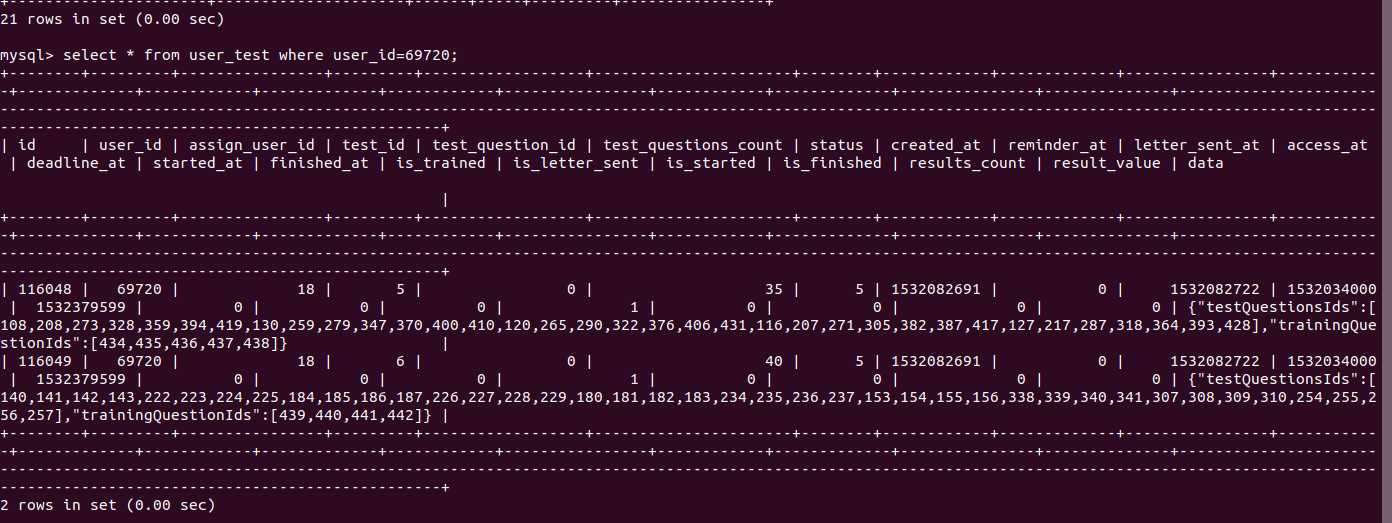 21 rows in set (0.00 sec)
mysql> select * from user_test where user_id=69720;
| id | user_id | assign_user_id | test_id | test_question_id | test_questions_count | status | created_at | reminder_at | letter_sent_at | access_at
| deadline_at | started_at | finished_at | is_trained | is_letter_sent | is_started | is_finished | results_count | result_value | data
|
| 116048 | 69720 | 18 | 5 | 0 | 35 | 5 | 1532082691 | 0 | 1532082722 | 1532034000
| 1532379599 | 0 | 0 | 0 | 1 | 0 | 0 | 0 | 0 | {"testQuestionsIds":[
108,208,273,328,359,394,419,130,259,279,347,370,400,410,120,265,290,322,376,406,431,116,207,271,305,382,387,417,127,217,287,318,364,393,428],"trainingQue
stionIds":[434,435,436,437,438]} |
| 116049 | 69720 | 18 | 6 | 0 | 40 | 5 | 1532082691 | 0 | 1532082722 | 1532034000
| 1532379599 | 0 | 0 | 0 | 1 | 0 | 0 | 0 | 0 | {"testQuestionsIds":[
140,141,142,143,222,223,224,225,184,185,186,187,226,227,228,229,180,181,182,183,234,235,236,237,153,154,155,156,338,339,340,341,307,308,309,310,254,255,2
56,257],"trainingQuestionIds":[439,440,441,442]} |
2 rows in set (0.00 sec)